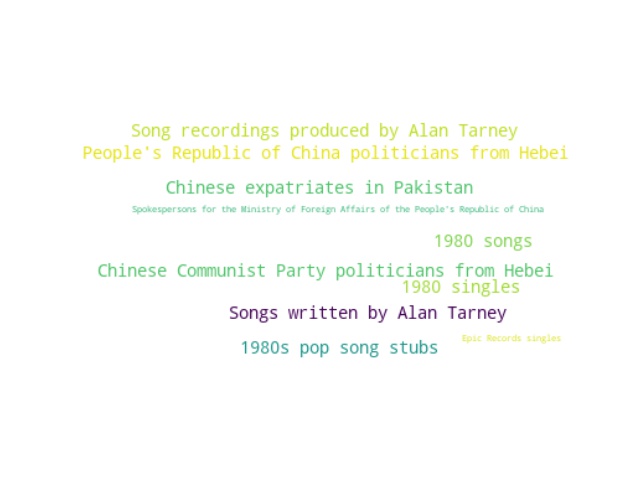 Song recordings produced by Alan Tarney
People's Republic of China politicians from Hebei
Chinese expatriates in Pakistan
Spokespersons for the Ministry of Foreign Affairs of the People's Republic of China
1980 songs
Chinese Communist Party politicians from Hebei
1980 singles
Songs written by Alan Tarney
Epic Records singles
1980s pop song stubs